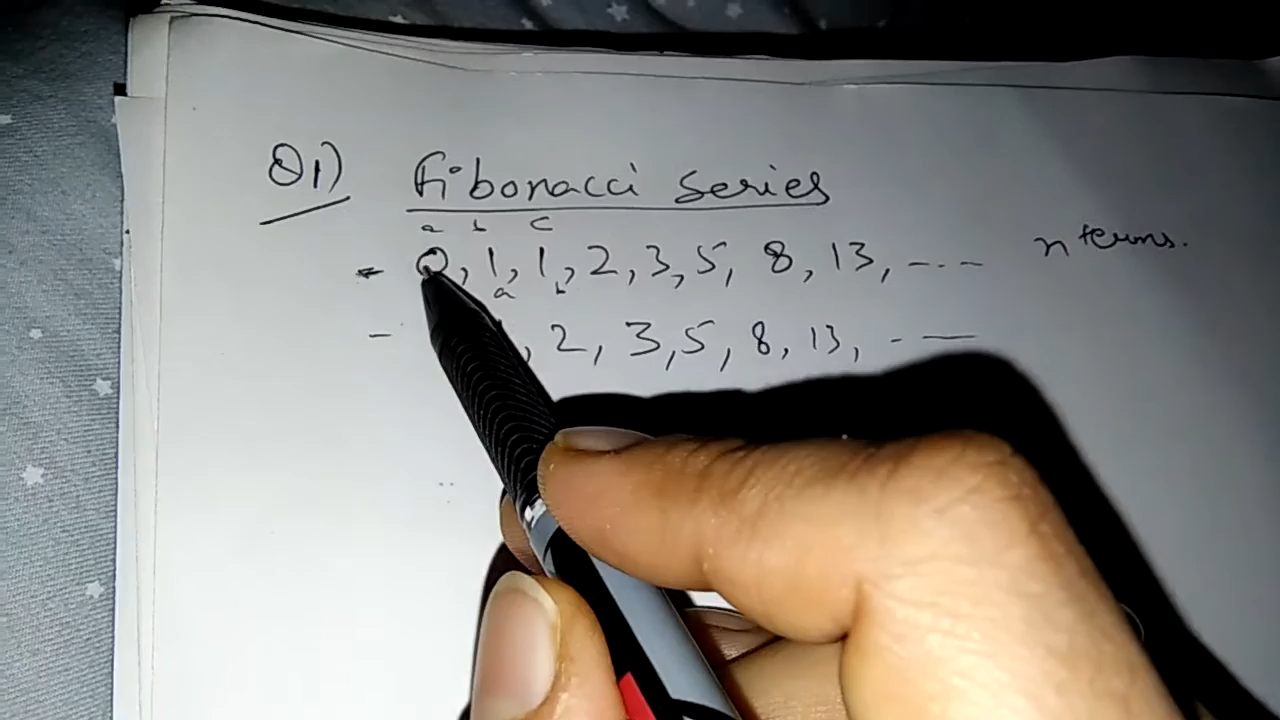 Q1) Fibonacci Series
a b c
- 0, 1, 1, 2, 3, 5, 8, 13, ---- n terms.
a b
- , 2, 3, 5, 8, 13, - —